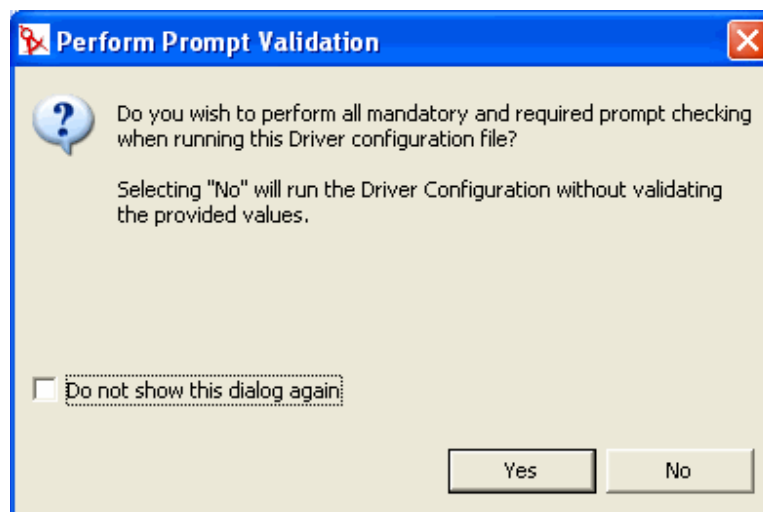 Perform Prompt Validation
Do you wish to perform all mandatory and required prompt checking
when running this Driver configuration file?
Selecting "No" will run the Driver Configuration without validating
the provided values.
Do not show this dialog again
Yes No